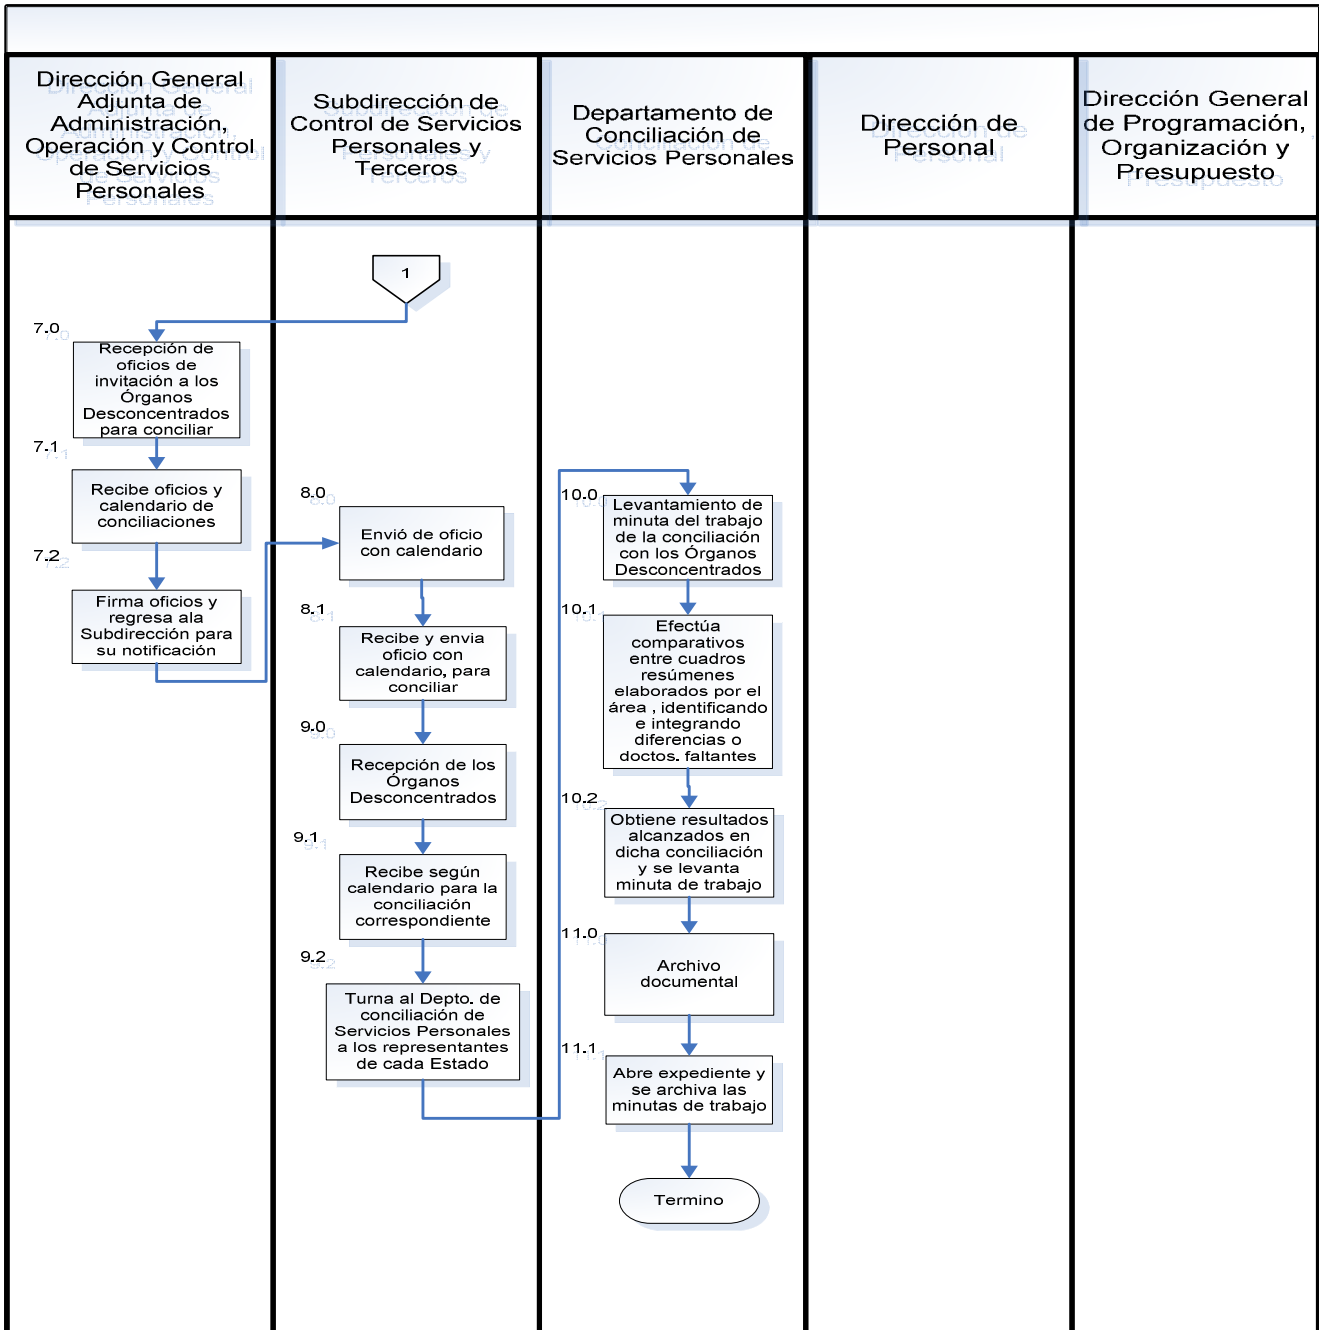 Dirección General
Adjunta de
Administración,
Operación y Control
de Servicios
Personales
Subdirección de
Control de Servicios
Personales y
Terceros
Departamento de
Conciliación de
Servicios Personales
Dirección de
Personal
Dirección General
de Programación,
Organización y
Presupuesto
1
7.0
Recepción de
oficios de
invitación a los
Órganos
Desconcentrados
para conciliar
7.1
Recibe oficios y
calendario de
conciliaciones
7.2
Firma oficios y
regresa ala
Subdirección para
su notificación
8.0
Envió de oficio
con calendario
8.1
Recibe y envia
oficio con
calendario, para
conciliar
9.0
Recepción de los
Órganos
Desconcentrados
9.1
Recibe según
calendario para la
conciliación
correspondiente
9.2
Turna al Depto. de
conciliación de
Servicios Personales
a los representantes
de cada Estado
10.0
Levantamiento de
minuta del trabajo
de la conciliación
con los Órganos
Desconcentrados
10.1
Efectúa
comparativos
entre cuadros
resúmenes
elaborados por el
área , identificando
e integrando
diferencias o
doctos. faltantes
10.2
Obtiene resultados
alcanzados en
dicha conciliación
y se levanta
minuta de trabajo
11.0
Archivo
documental
11.1
Abre expediente y
se archiva las
minutas de trabajo
Termino